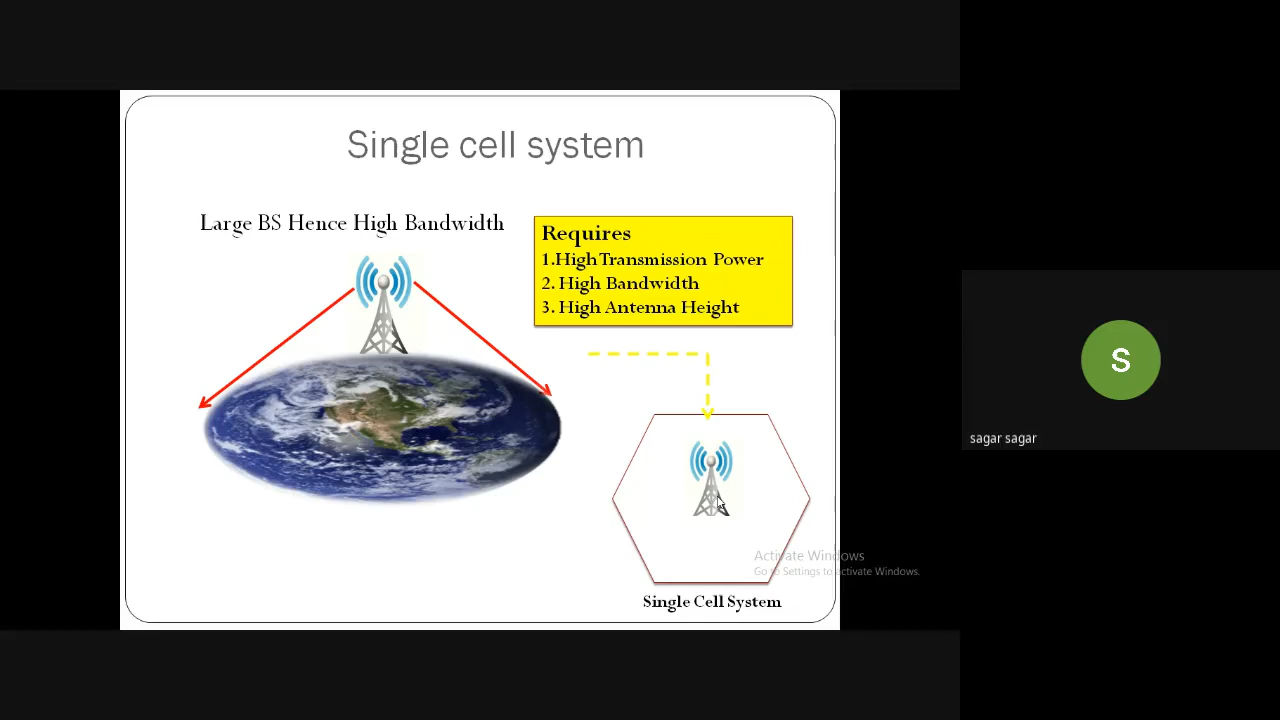 Single cell system
Large BS Hence High Bandwidth
Requires
1.High Transmission Power
2. High Bandwidth
3. High Antenna Height
S
sagar sagar
Activate Windows
Go to Settings to activate Windows.
Single Cell System